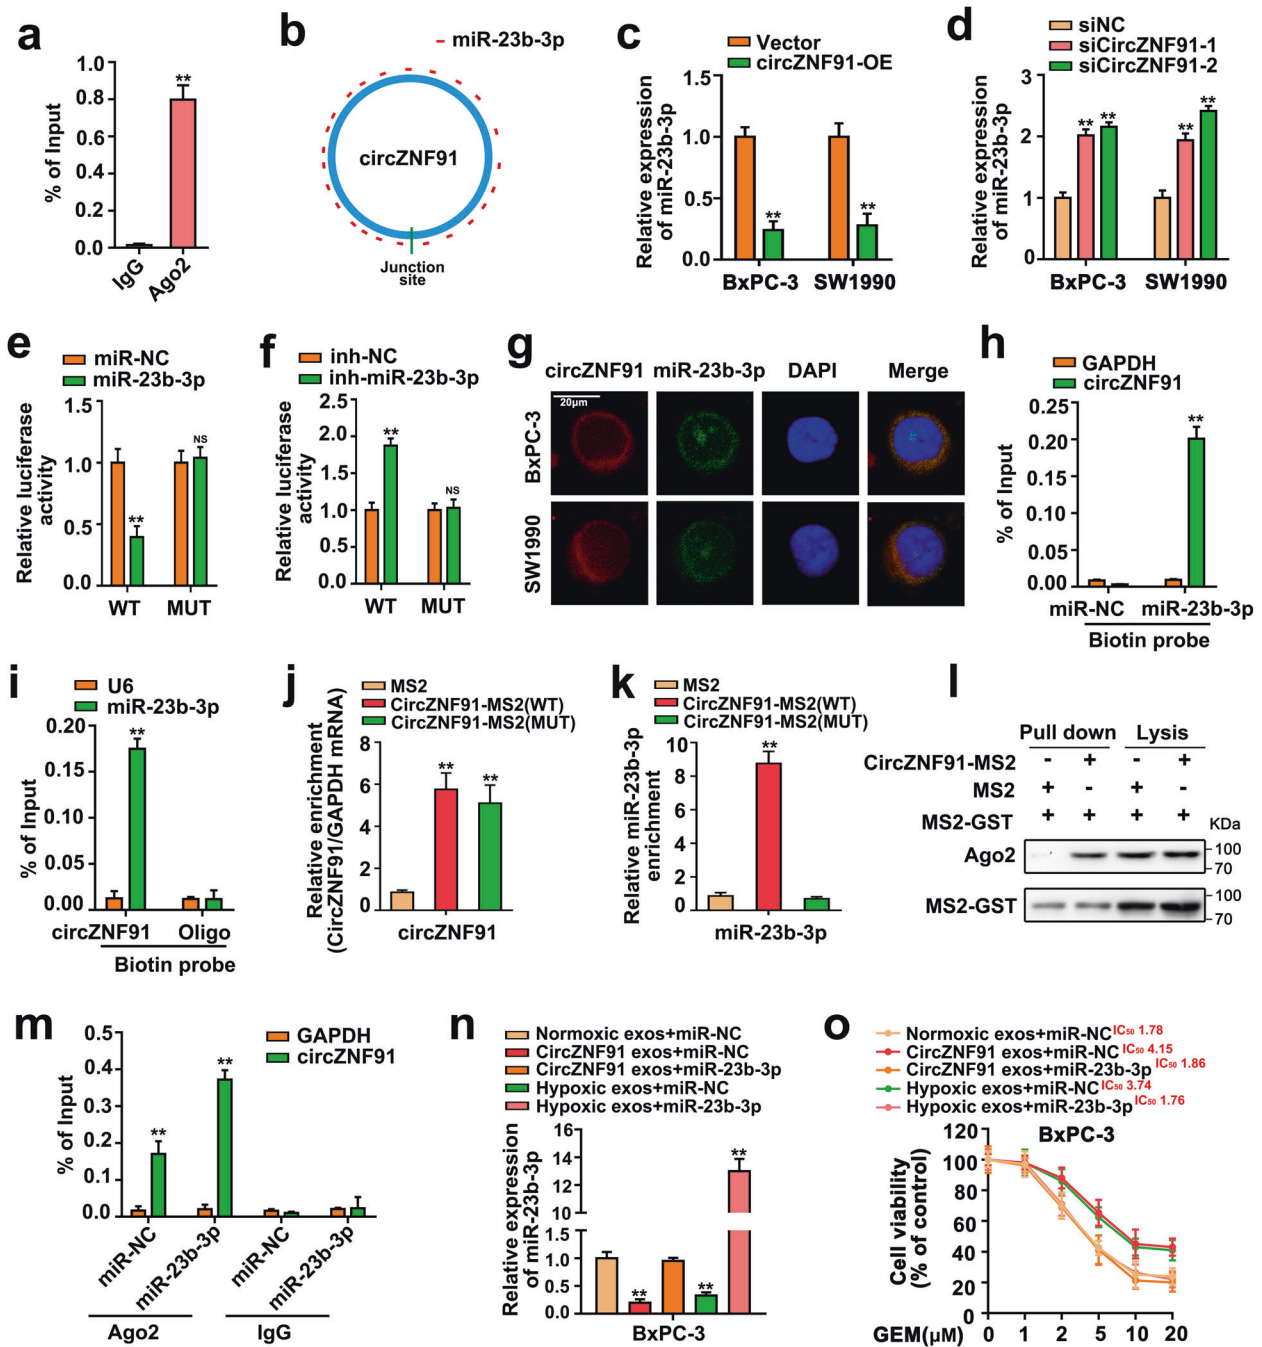 a
1.0
0.8
0.6
0.4
0.2
0.0
% of Input
**
IgG
Ago2
b
miR-23b-3p
circZNF91
Junction
site
c
Vector
circZNF91-OE
1.5
1.0
0.5
0.0
Relative expression
of miR-23b-3p
**
**
BxPC-3
SW1990
d
siNC
siCircZNF91-1
siCircZNF91-2
3
2
1
0
Relative expression
of miR-23b-3p
** **
** **
BxPC-3
SW1990
e
miR-NC
miR-23b-3p
1.5
1.0
0.5
0.0
Relative luciferase
activity
**
NS
WT
MUT
f
inh-NC
inh-miR-23b-3p
2.5
2.0
1.5
1.0
0.5
0.0
Relative luciferase
activity
**
NS
WT
MUT
g
circZNF91 miR-23b-3p DAPI Merge
20μm
BxPC-3
SW1990
h
GAPDH
circZNF91
0.25
0.20
0.15
0.10
0.05
0.00
% of Input
**
miR-NC miR-23b-3p
Biotin probe
i
U6
miR-23b-3p
0.20
0.15
0.10
0.05
0.00
% of Input
**
circZNF91 Oligo
Biotin probe
j
MS2
CircZNF91-MS2(WT)
CircZNF91-MS2(MUT)
8
6
4
2
0
Relative enrichment
(CircZNF91/GAPDH mRNA)
** **
circZNF91
k
MS2
CircZNF91-MS2(WT)
CircZNF91-MS2(MUT)
10
8
6
4
2
0
Relative miR-23b-3p
enrichment
**
miR-23b-3p
l
Pull down Lysis
CircZNF91-MS2 - + - +
MS2 + - + -
MS2-GST + + + +
KDa
Ago2
100
70
MS2-GST
100
70
m
GAPDH
circZNF91
0.5
0.4
0.3
0.2
0.1
0.0
% of Input
**
**
miR-NC
miR-23b-3p
miR-NC
miR-23b-3p
Ago2
IgG
n
Normoxic exos+miR-NC
CircZNF91 exos+miR-NC
CircZNF91 exos+miR-23b-3p
Hypoxic exos+miR-NC
Hypoxic exos+miR-23b-3p
16
14
12
10
1.5
1.0
0.5
0.0
Relative expression
of miR-23b-3p
**
**
**
BxPC-3
o
Normoxic exos+miR-NC IC₅₀ 1.78
CircZNF91 exos+miR-NC IC₅₀ 4.15
CircZNF91 exos+miR-23b-3p IC₅₀ 1.86
Hypoxic exos+miR-NC IC₅₀ 3.74
Hypoxic exos+miR-23b-3p IC₅₀ 1.76
BxPC-3
120
100
80
60
40
20
0
Cell viability
(% of control)
GEM(μM) 0 1 2 5 10 20